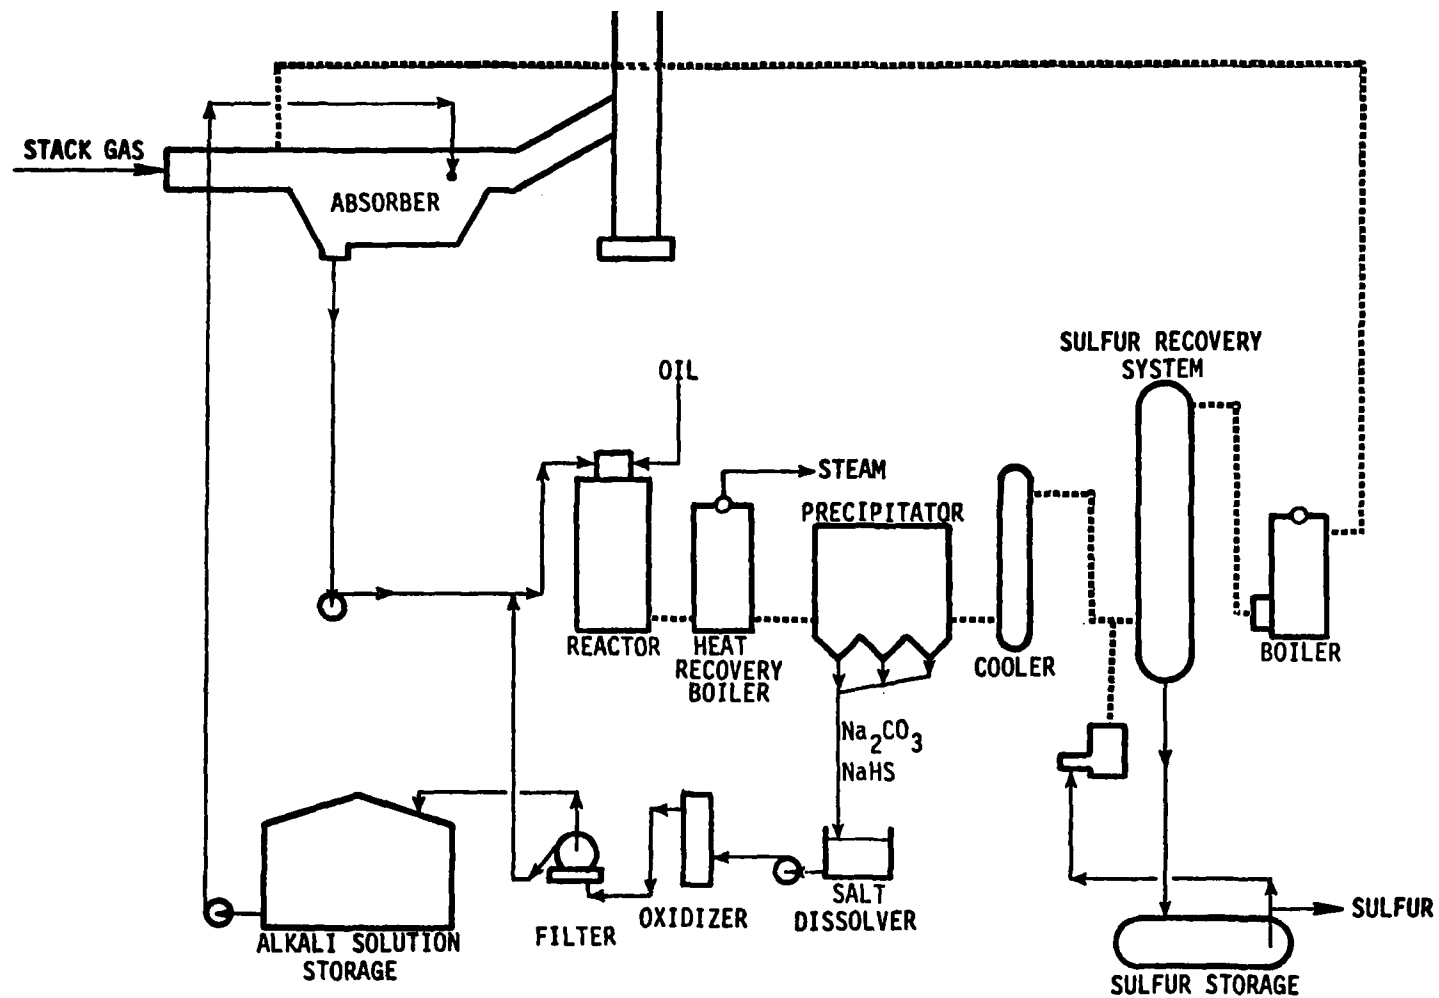 STACK GAS
ABSORBER
SULFUR RECOVERY
SYSTEM
OIL
STEAM
PRECIPITATOR
REACTOR
HEAT
RECOVERY
BOILER
COOLER
BOILER
Na2CO3
NaHS
SALT
DISSOLVER
OXIDIZER
FILTER
ALKALI SOLUTION
STORAGE
SULFUR
SULFUR STORAGE